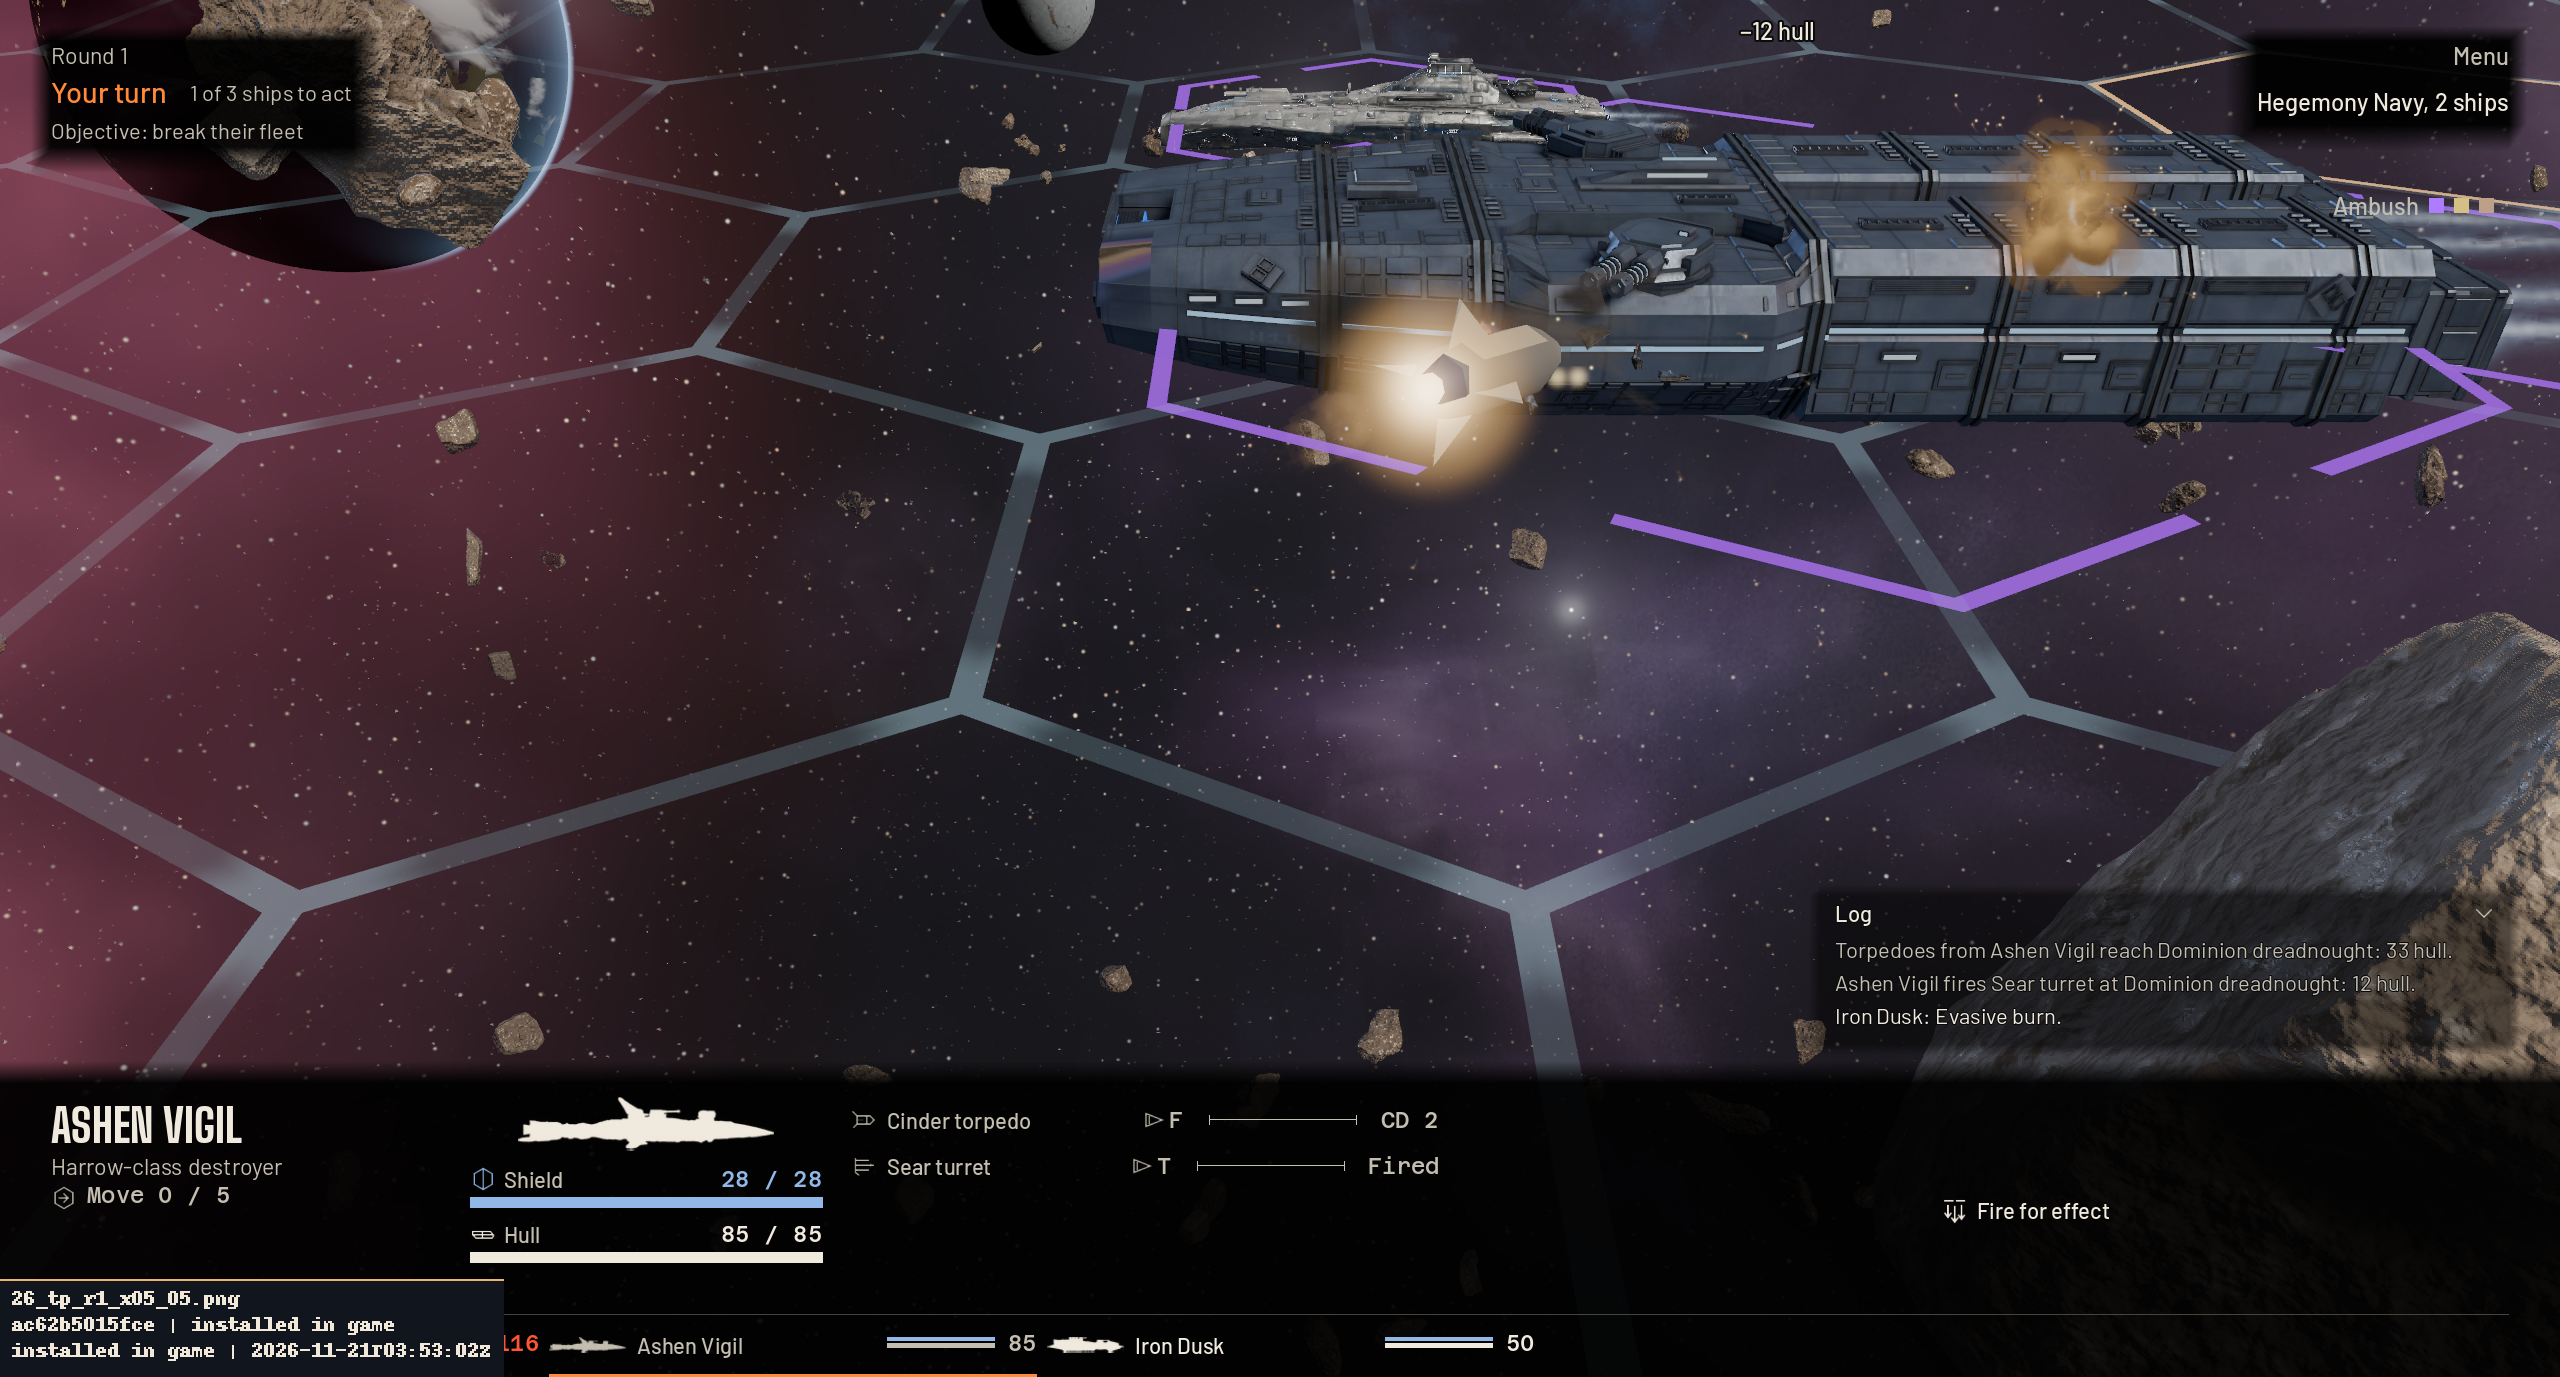 Round 1
Your turn 1 of 3 ships to act
Objective: break their fleet
−12 hull
Menu
Hegemony Navy, 2 ships
Ambush
Log
Torpedoes from Ashen Vigil reach Dominion dreadnought: 33 hull.
Ashen Vigil fires Sear turret at Dominion dreadnought: 12 hull.
Iron Dusk: Evasive burn.
ASHEN VIGIL
Harrow-class destroyer
Move 0 / 5
Shield 28 / 28
Hull 85 / 85
Cinder torpedo F CD 2
Sear turret T Fired
Fire for effect
26_tp_r1_x05_05.png
ac62b5015fce | installed in game
installed in game | 2026-11-21T03:53:02Z
116 Ashen Vigil 85 Iron Dusk 50